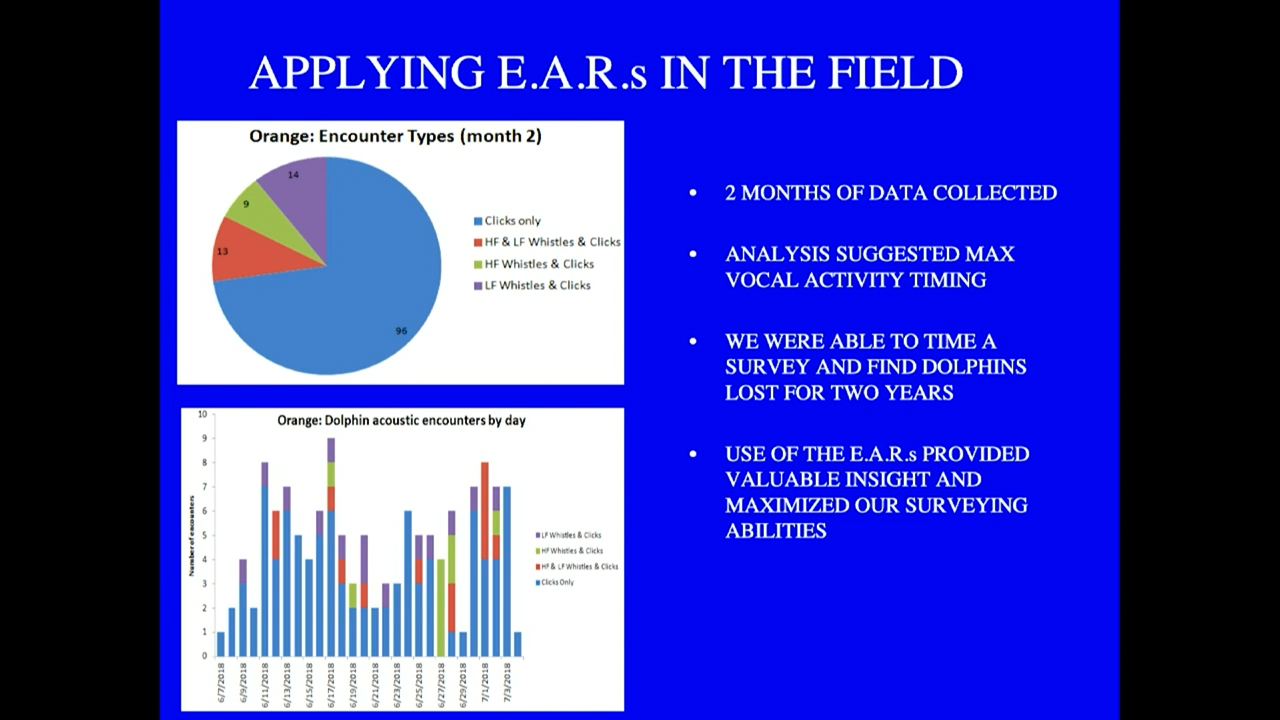 APPLYING E.A.R.s IN THE FIELD
Orange: Encounter Types (month 2)
14
9
13
96
Clicks only
HF & LF Whistles & Clicks
HF Whistles & Clicks
LF Whistles & Clicks
Orange: Dolphin acoustic encounters by day
Number of encounters
10
9
8
7
6
5
4
3
2
1
0
6/7/2018
6/9/2018
6/11/2018
6/13/2018
6/15/2018
6/17/2018
6/19/2018
6/21/2018
6/23/2018
6/25/2018
6/27/2018
6/29/2018
7/1/2018
7/3/2018
LF Whistles & Clicks
HF Whistles & Clicks
HF & LF Whistles & Clicks
Clicks Only
• 2 MONTHS OF DATA COLLECTED
• ANALYSIS SUGGESTED MAX
VOCAL ACTIVITY TIMING
• WE WERE ABLE TO TIME A
SURVEY AND FIND DOLPHINS
LOST FOR TWO YEARS
• USE OF THE E.A.R.s PROVIDED
VALUABLE INSIGHT AND
MAXIMIZED OUR SURVEYING
ABILITIES